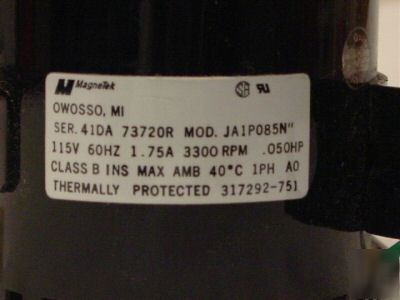 MagneTek
OWOSSO, MI
SER. 41DA 73720R MOD. JA1P085N"
115V 60HZ 1.75A 3300 RPM .050HP
CLASS B INS MAX AMB 40°C 1PH AO
THERMALLY PROTECTED 317292-751